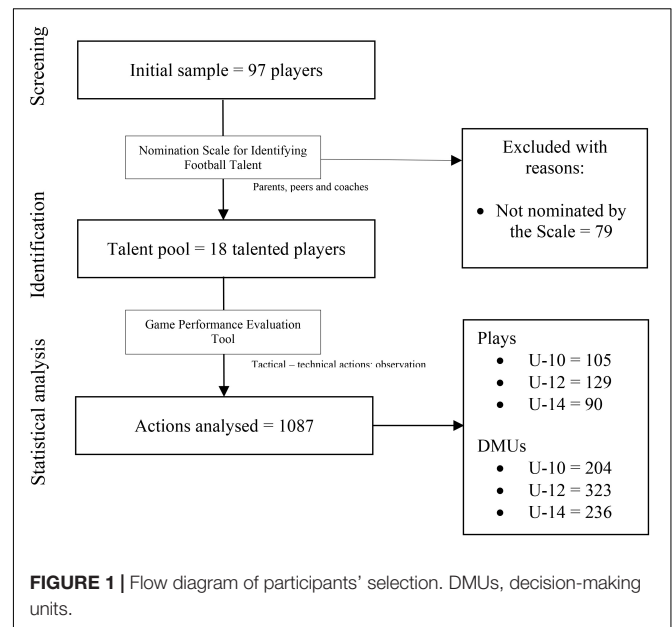 Screening
Initial sample = 97 players
Nomination Scale for Identifying
Football Talent
Parents, peers and coaches
Excluded with
reasons:
• Not nominated by
the Scale = 79
Identification
Talent pool = 18 talented players
Game Performance Evaluation
Tool
Tactical – technical actions: observation
Statistical analysis
Actions analysed = 1087
Plays
• U-10 = 105
• U-12 = 129
• U-14 = 90
DMUs
• U-10 = 204
• U-12 = 323
• U-14 = 236
FIGURE 1 | Flow diagram of participants’ selection. DMUs, decision-making
units.